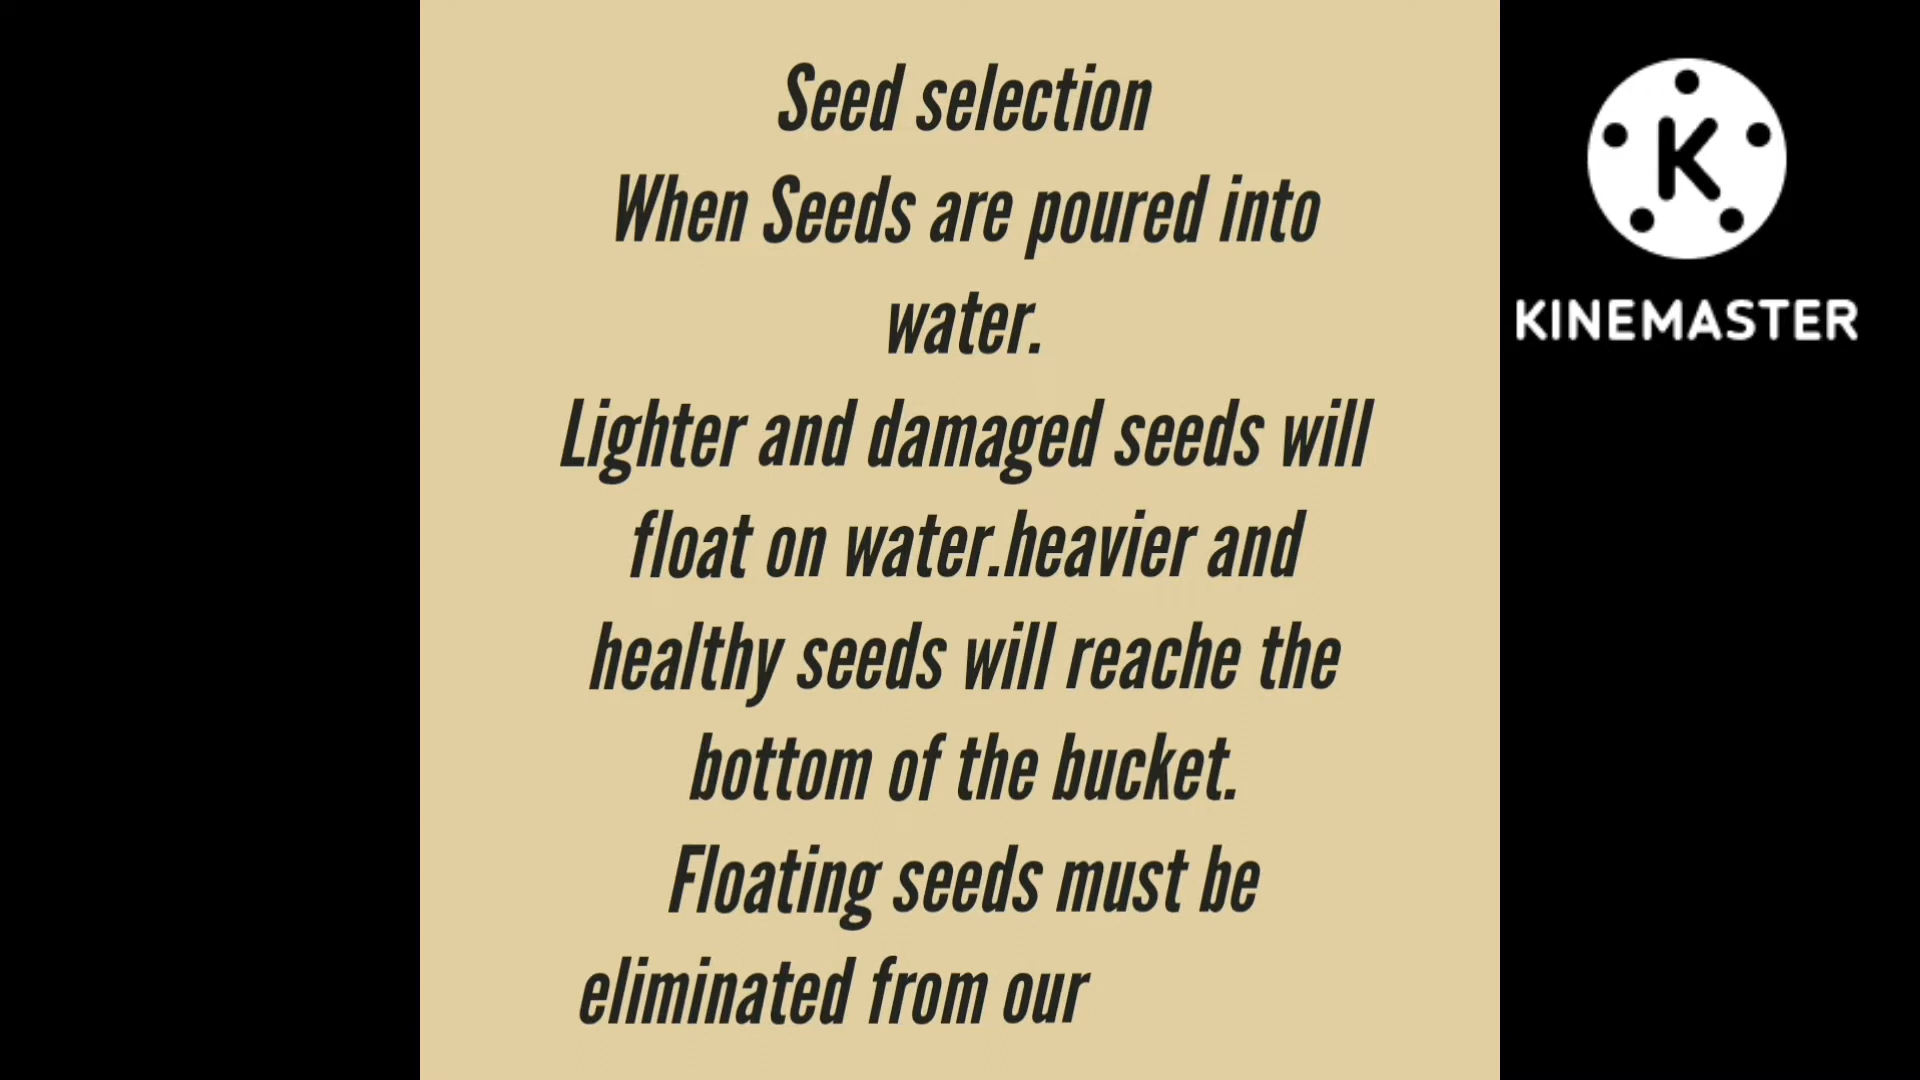 Seed selection
When Seeds are poured into
water.
Lighter and damaged seeds will
float on water.heavier and
healthy seeds will reache the
bottom of the bucket.
Floating seeds must be
eliminated from our
K
KINEMASTER